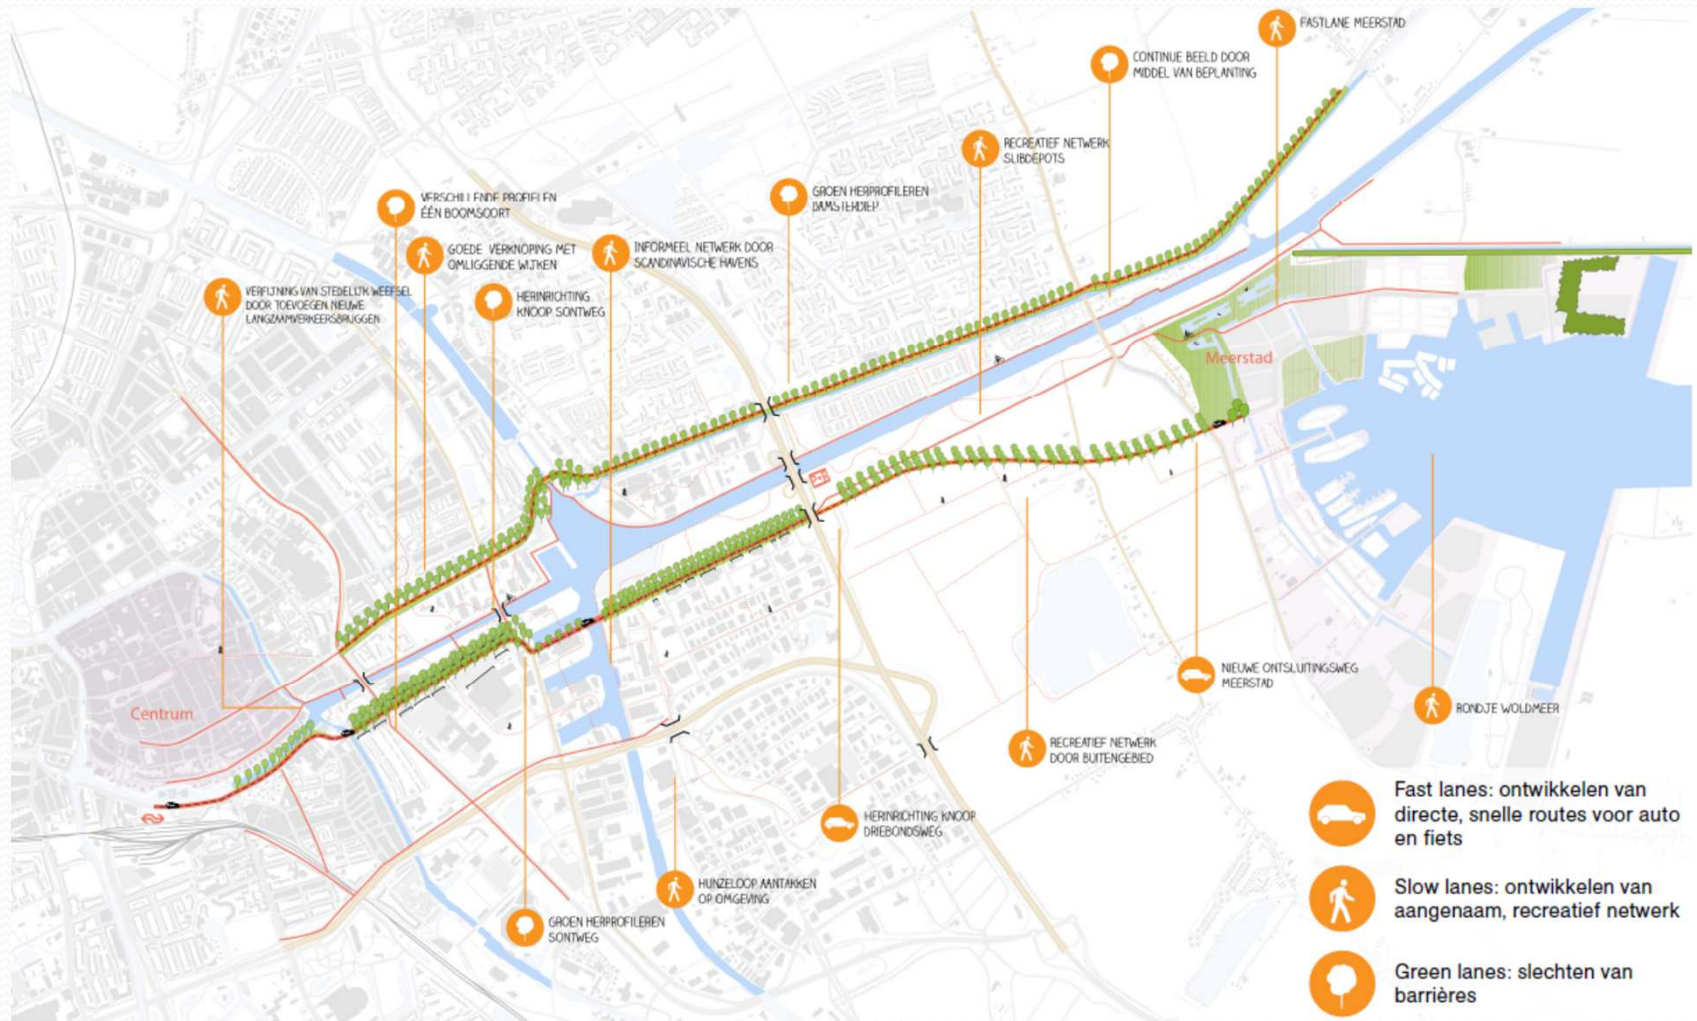 FASTLANE MEERSTAD
CONTINUE BEELD DOOR
MIDDEL VAN BEPLANTING
RECREATIEF NETWERK
SLIBDEPOTS
GROEN HERPROFILEREN
DAMSTERDIEP
VERSCHILLENDE PROFIELEN
ÉÉN BOOMSOORT
GOEDE VERKNOPING MET
OMLIGGENDE WIJKEN
INFORMEEL NETWERK DOOR
SCANDINAVISCHE HAVENS
VERFIJNING VAN STEDELIJK WEEFSEL
DOOR TOEVOEGEN NIEUWE
LANGZAAMVERKEERSBRUGGEN
HERINRICHTING
KNOOP SONTWEG
Meerstad
P+R
Centrum
NIEUWE ONTSLUITINGSWEG
MEERSTAD
RONDJE WOLDMEER
RECREATIEF NETWERK
DOOR BUITENGEBIED
HERINRICHTING KNOOP
DRIEBONDSWEG
HUNZELOOP AANTAKKEN
OP OMGEVING
GROEN HERPROFILEREN
SONTWEG
Fast lanes: ontwikkelen van
directe, snelle routes voor auto
en fiets
Slow lanes: ontwikkelen van
aangenaam, recreatief netwerk
Green lanes: slechten van
barrières